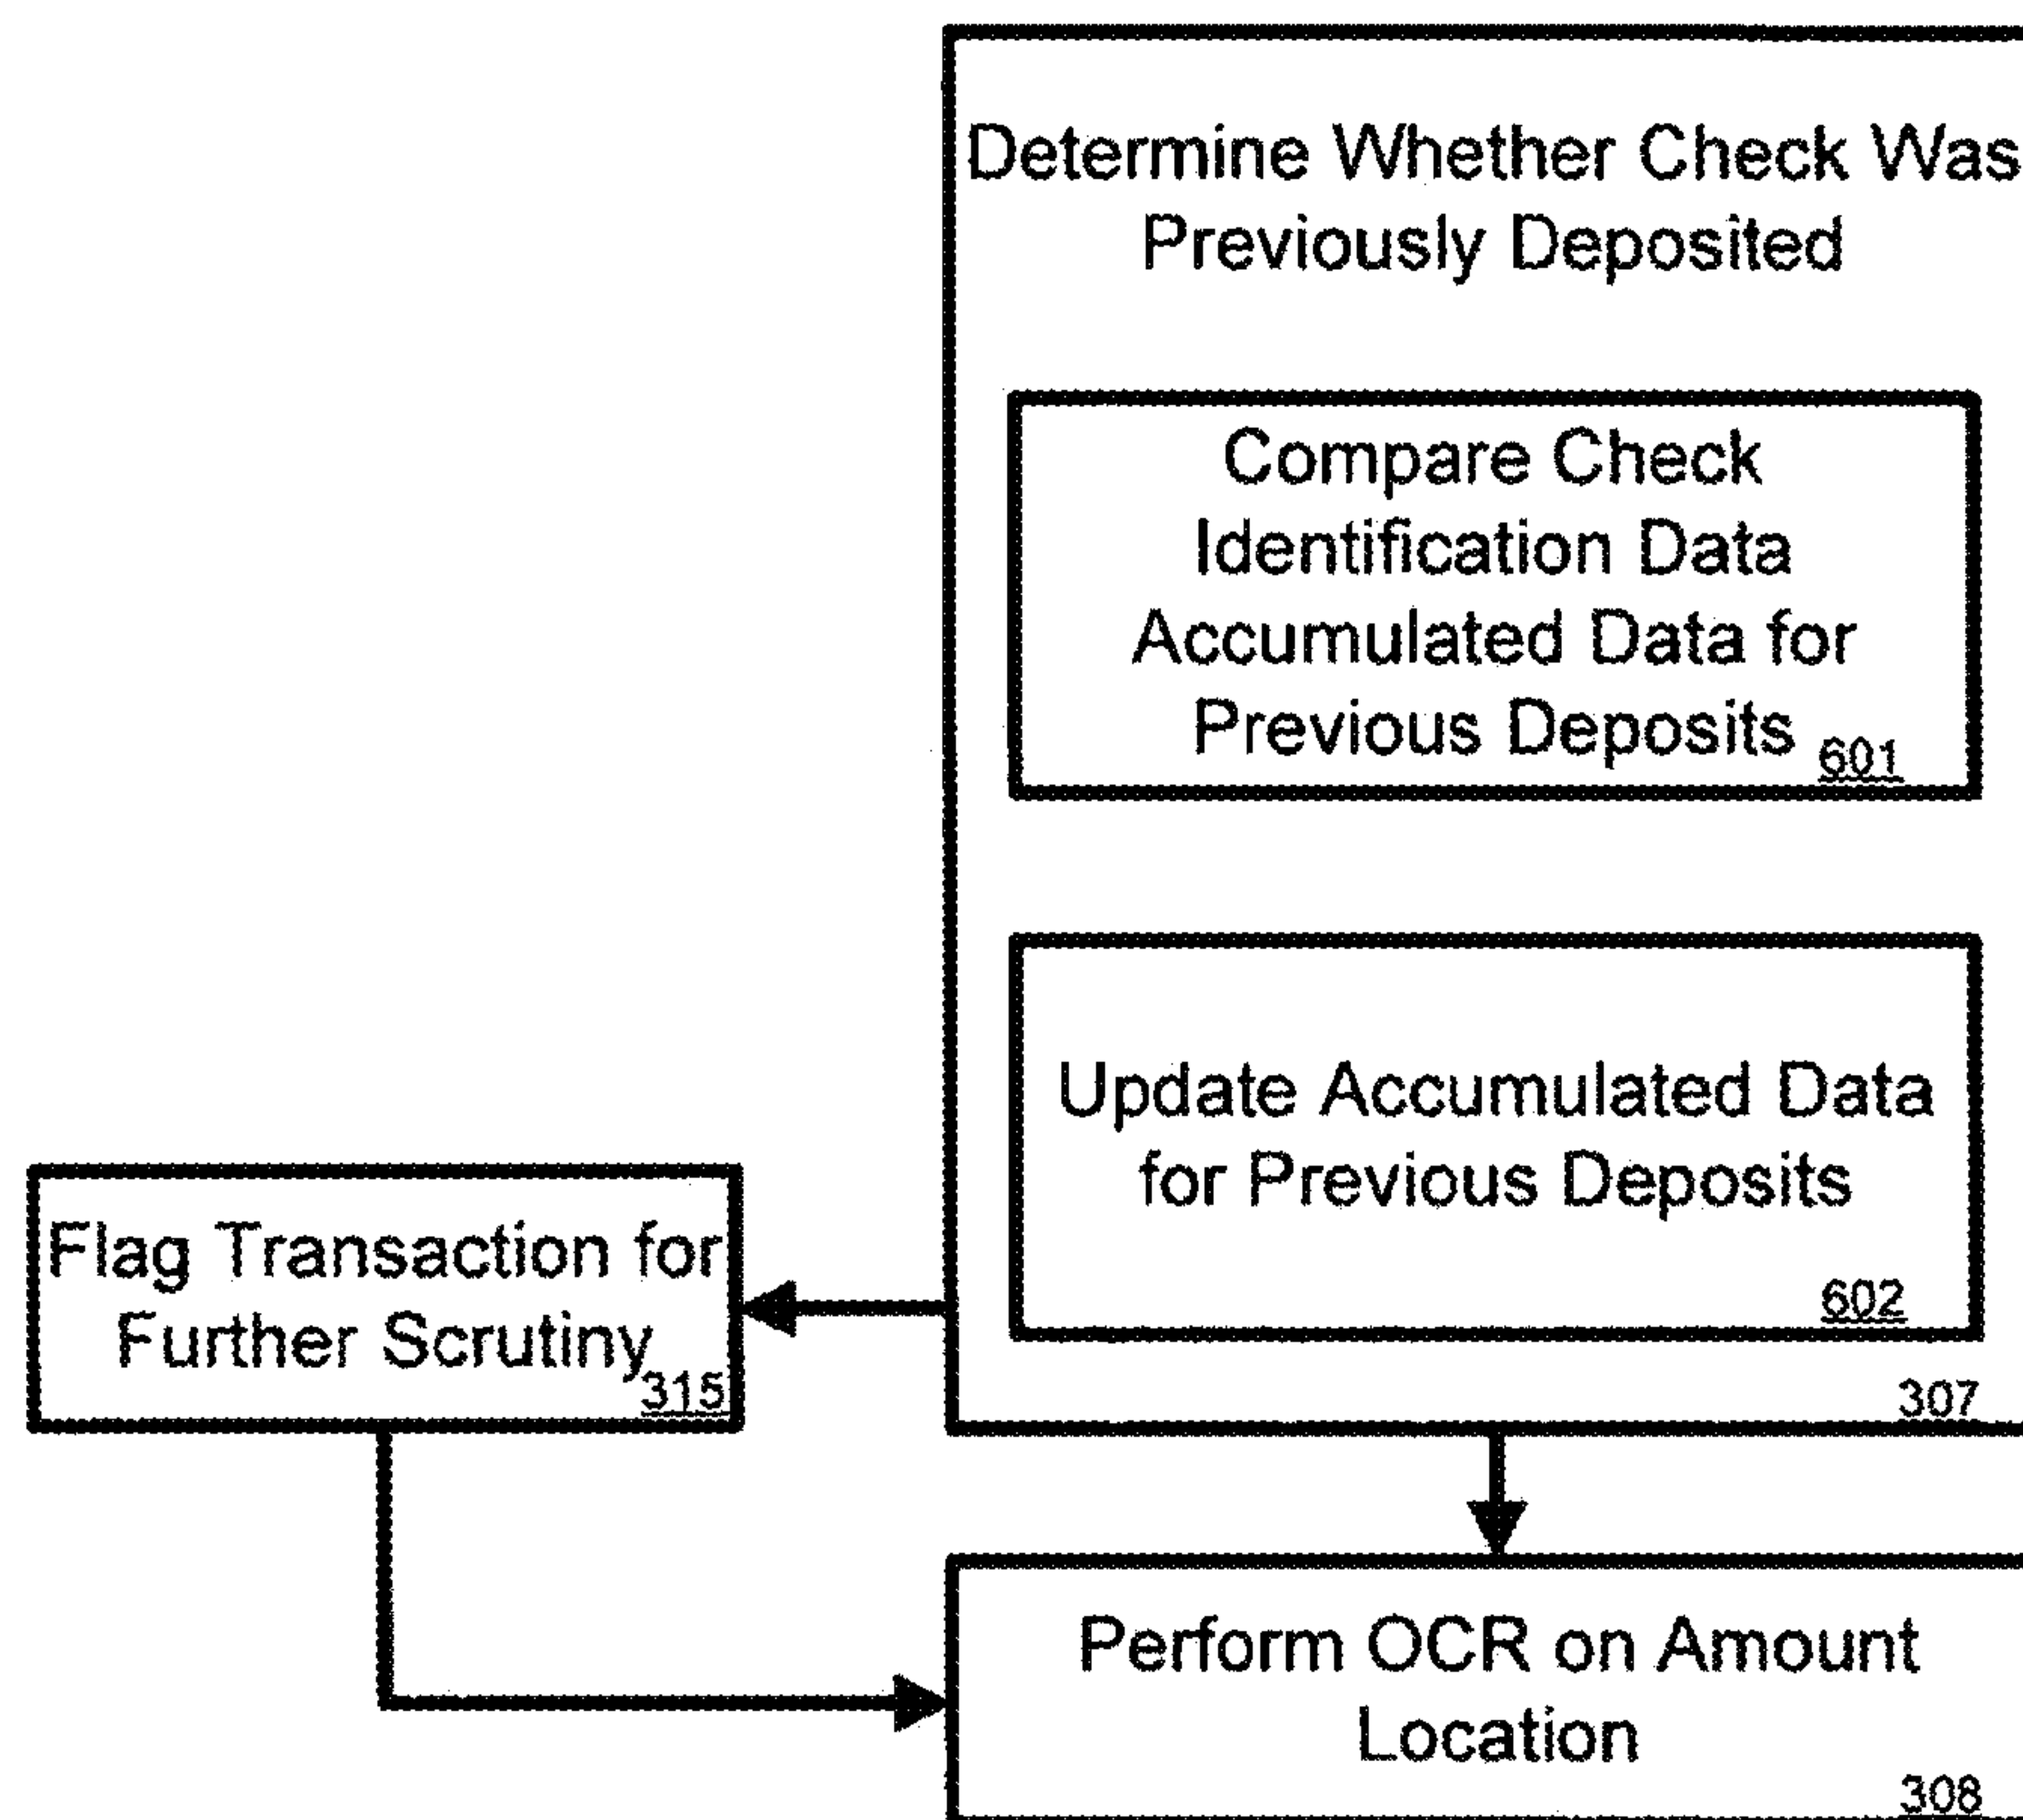 Determine Whether Check Was
Previously Deposited
Compare Check
Identification Data
Accumulated Data for
Previous Deposits 601
Update Accumulated Data
for Previous Deposits
602
307
Flag Transaction for
Further Scrutiny
315
Perform OCR on Amount
Location
308